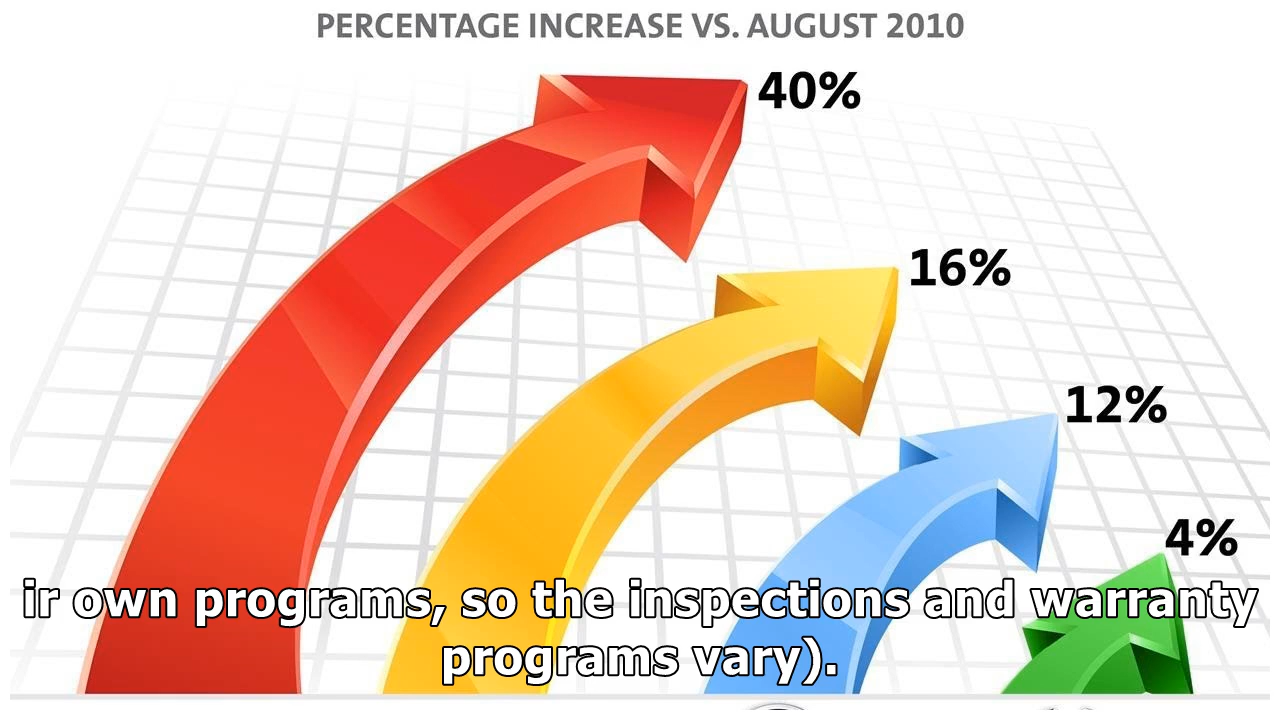 PERCENTAGE INCREASE VS. AUGUST 2010
40%
16%
12%
4%
ir own programs, so the inspections and warranty
programs vary).